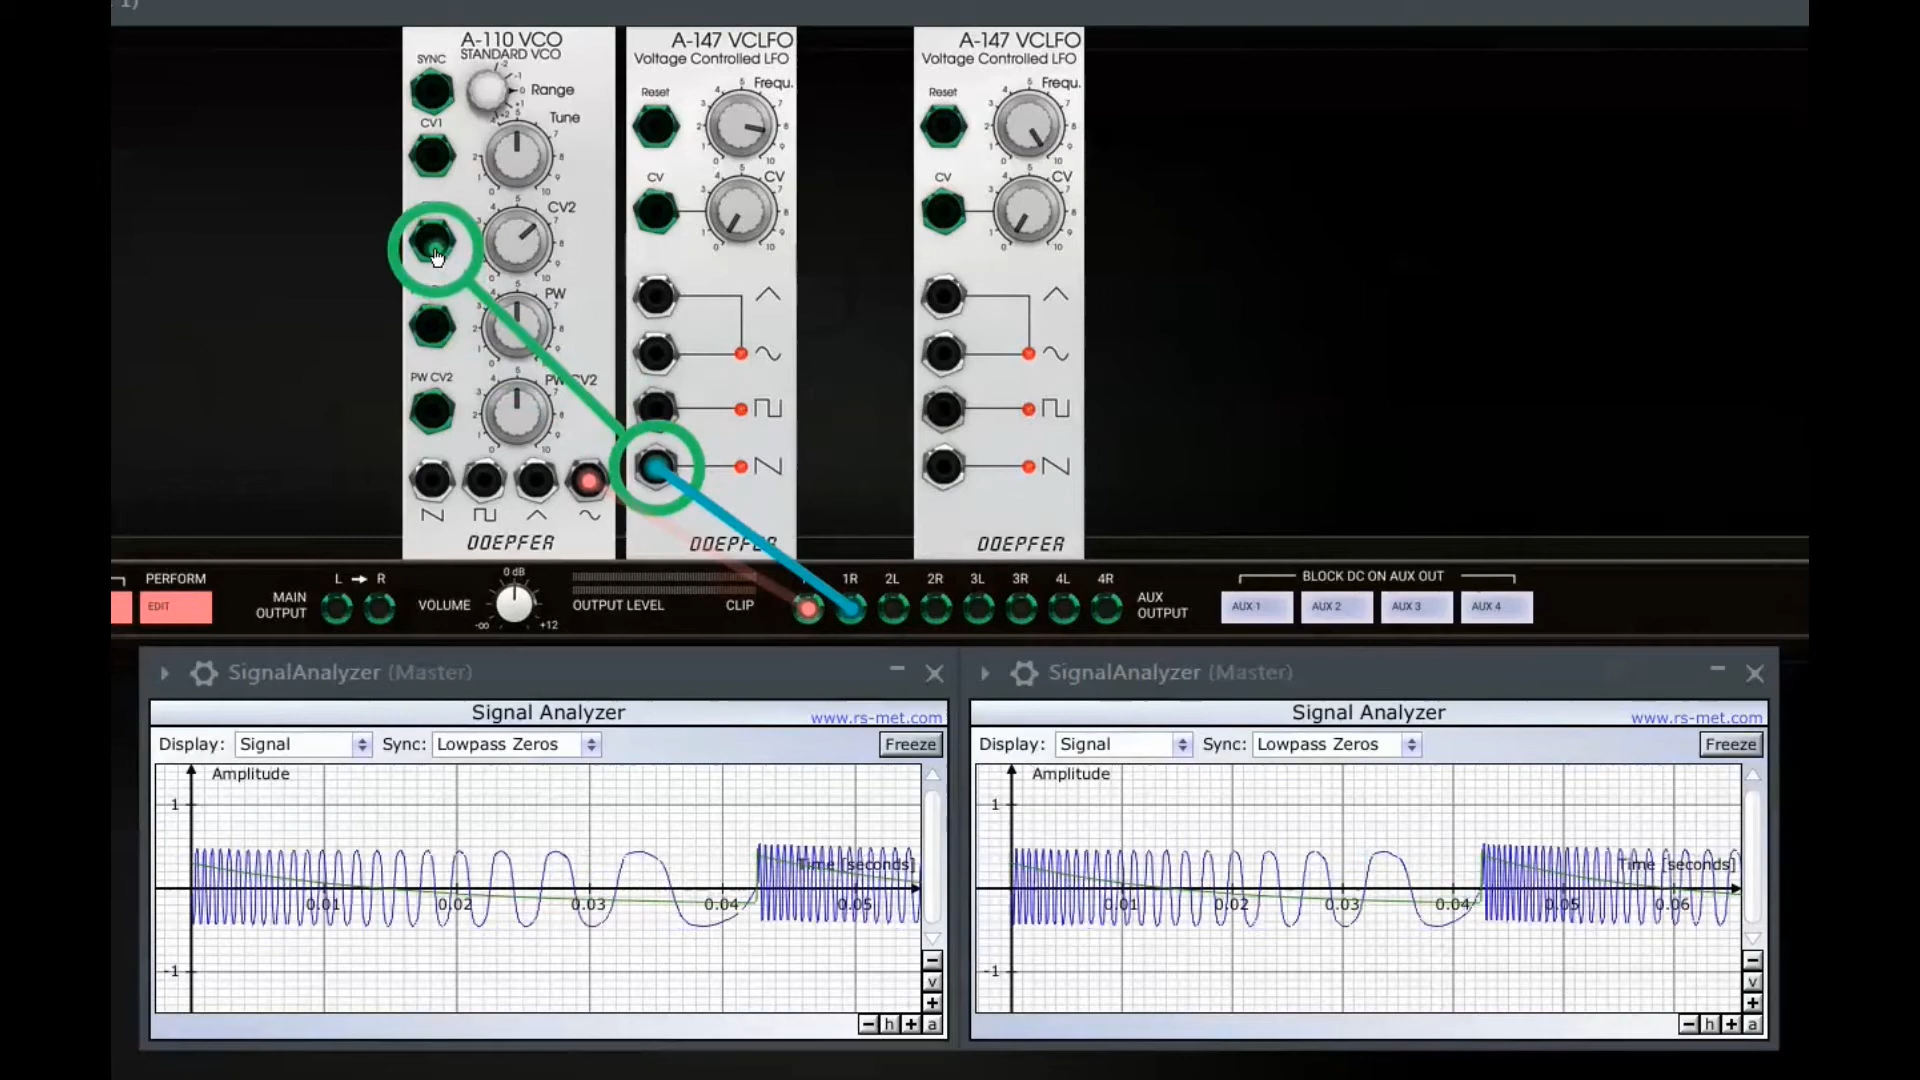 1)
A-110 VCO
STANDARD VCO
SYNC
Range
Tune
CV1
CV2
PW
PW CV2
PW CV2
DOEPFER
A-147 VCLFO
Voltage Controlled LFO
Frequ.
Reset
CV
CV
DOEPFER
A-147 VCLFO
Voltage Controlled LFO
Frequ.
Reset
CV
CV
DOEPFER
PERFORM
EDIT
MAIN
OUTPUT
L → R
VOLUME
0 dB
-∞
+12
OUTPUT LEVEL
CLIP
1R 2L 2R 3L 3R 4L 4R
AUX
OUTPUT
BLOCK DC ON AUX OUT
AUX 1 AUX 2 AUX 3 AUX 4
SignalAnalyzer (Master)
Signal Analyzer
www.rs-met.com
Display: Signal Sync: Lowpass Zeros Freeze
Amplitude
1
Time [seconds]
0.01 0.02 0.03 0.04 0.05
-1
v
h a
SignalAnalyzer (Master)
Signal Analyzer
www.rs-met.com
Display: Signal Sync: Lowpass Zeros Freeze
Amplitude
1
Time [seconds]
0.01 0.02 0.03 0.04 0.05 0.06
-1
v
h a